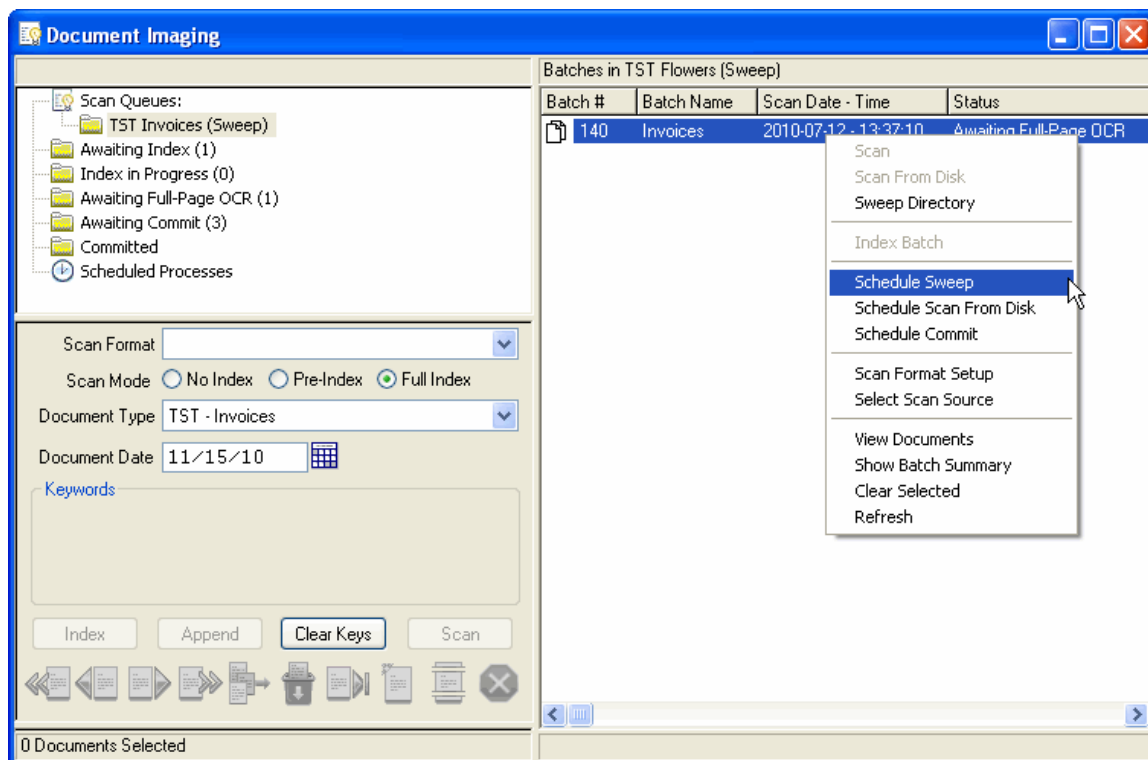 Document Imaging
Scan Queues:
TST Invoices (Sweep)
Awaiting Index (1)
Index in Progress (0)
Awaiting Full-Page OCR (1)
Awaiting Commit (3)
Committed
Scheduled Processes
Scan Format
Scan Mode No Index Pre-Index Full Index
Document Type TST - Invoices
Document Date 11/15/10
Keywords
Index Append Clear Keys Scan
0 Documents Selected
Batches in TST Flowers (Sweep)
Batch # Batch Name Scan Date - Time Status
140 Invoices 2010-07-12 - 13:37:10 Awaiting Full-Page OCR
Scan
Scan From Disk
Sweep Directory
Index Batch
Schedule Sweep
Schedule Scan From Disk
Schedule Commit
Scan Format Setup
Select Scan Source
View Documents
Show Batch Summary
Clear Selected
Refresh